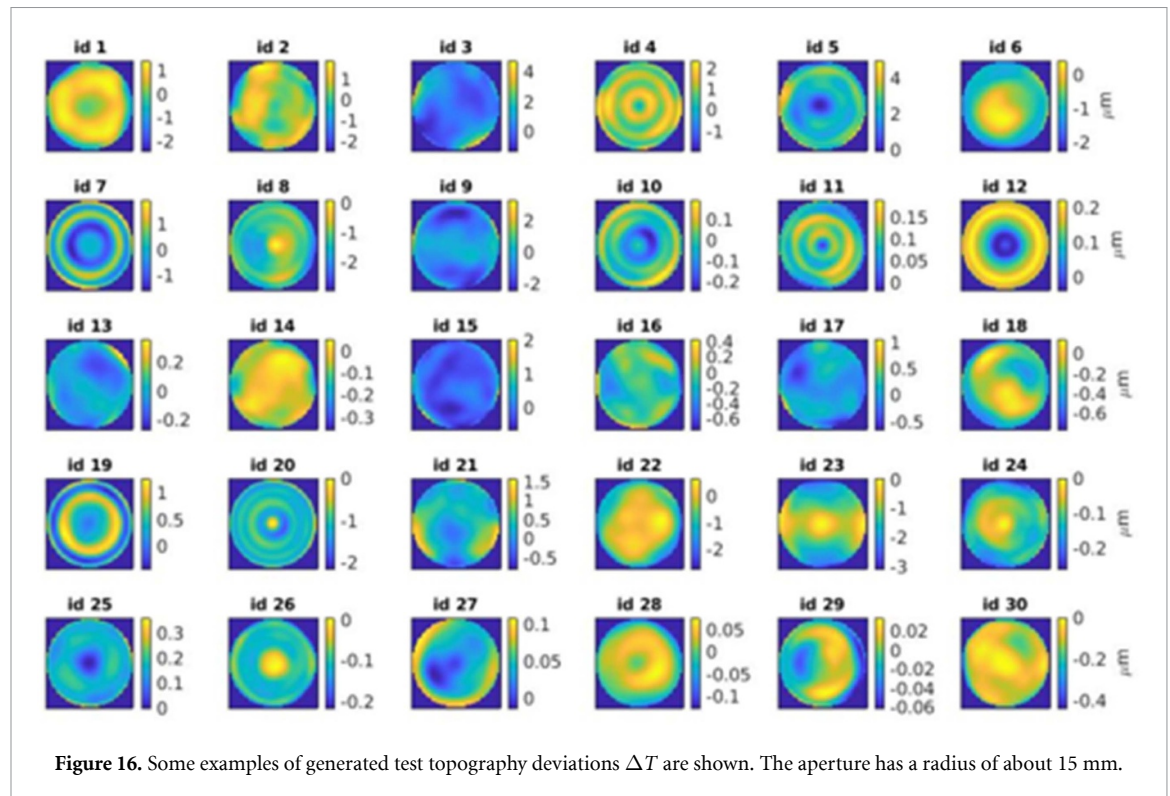 id 1 id 2 id 3 id 4 id 5 id 6
1 0 -1 -2
1 0 -1 -2
4 2 0
2 1 0 -1
4 2 0
0 -1 -2 μm
id 7 id 8 id 9 id 10 id 11 id 12
1 0 -1
0 -1 -2
2 0 -2
0.1 0 -0.1 -0.2
0.15 0.1 0.05 0
0.2 0.1 0 μm
id 13 id 14 id 15 id 16 id 17 id 18
0.2 0 -0.2
0 -0.1 -0.2 -0.3
2 1 0
0.4 0.2 0 -0.2 -0.4 -0.6
1 0.5 0 -0.5
0 -0.2 -0.4 -0.6 μm
id 19 id 20 id 21 id 22 id 23 id 24
1 0.5 0
0 -1 -2
1.5 1 0.5 0 -0.5
0 -1 -2
0 -1 -2 -3
0 -0.1 -0.2 μm
id 25 id 26 id 27 id 28 id 29 id 30
0.3 0.2 0.1 0
0 -0.1 -0.2
0.1 0.05 0
0.05 0 -0.05 -0.1
0.02 0 -0.02 -0.04 -0.06
0 -0.2 -0.4 μm
Figure 16. Some examples of generated test topography deviations ΔT are shown. The aperture has a radius of about 15 mm.